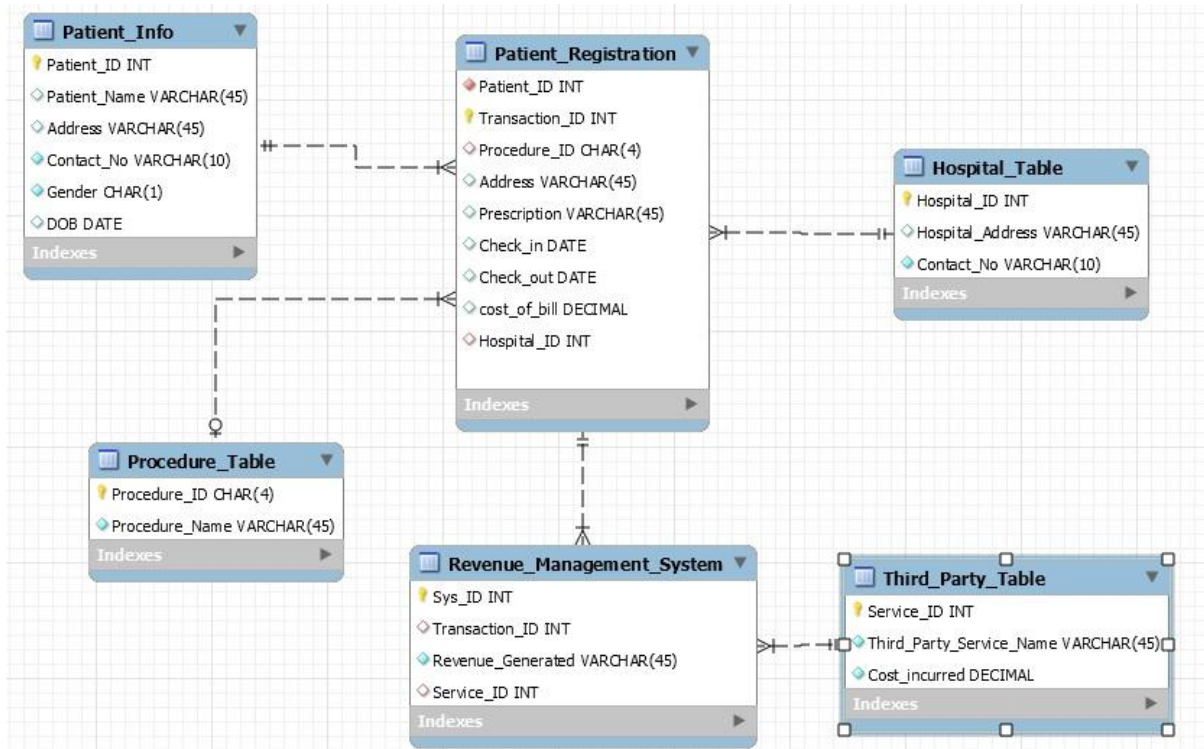 Patient_Info
Patient_ID INT
Patient_Name VARCHAR(45)
Address VARCHAR(45)
Contact_No VARCHAR(10)
Gender CHAR(1)
DOB DATE
Indexes
Patient_Registration
Patient_ID INT
Transaction_ID INT
Procedure_ID CHAR(4)
Address VARCHAR(45)
Prescription VARCHAR(45)
Check_in DATE
Check_out DATE
cost_of_bill DECIMAL
Hospital_ID INT
Indexes
Hospital_Table
Hospital_ID INT
Hospital_Address VARCHAR(45)
Contact_No VARCHAR(10)
Indexes
Procedure_Table
Procedure_ID CHAR(4)
Procedure_Name VARCHAR(45)
Indexes
Revenue_Management_System
Sys_ID INT
Transaction_ID INT
Revenue_Generated VARCHAR(45)
Service_ID INT
Indexes
Third_Party_Table
Service_ID INT
Third_Party_Service_Name VARCHAR(45)
Cost_incurred DECIMAL
Indexes